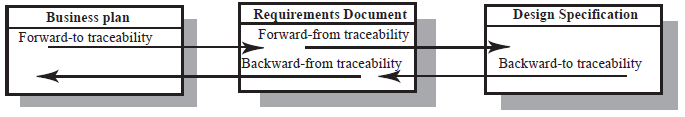 Business plan
Forward-to traceability
Requirements Document
Forward-from traceability
Backward-from traceability
Design Specification
Backward-to traceability